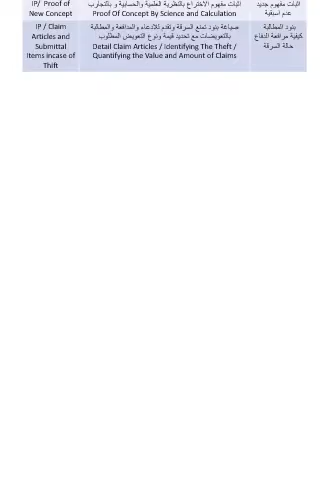 IP/ Proof of
New Concept
اثبات مفهوم الاختراع بالنظرية العلمية والحسابية و بالتجارب
Proof Of Concept By Science and Calculation
اثبات مفهوم جديد
عدم اسبقية
IP / Claim
Articles and
Submittal
Items incase of
Thift
صياغة بنود تمنع السرقة وتقدم للادعاء والمدافعة والمطالبة
بالتعويضات مع تحديد قيمة ونوع التعويض المطلوب
Detail Claim Articles / Identifying The Theft /
Quantifying the Value and Amount of Claims
بنود المطالبة
كيفية مرافعة الدفاع
حالة السرقة